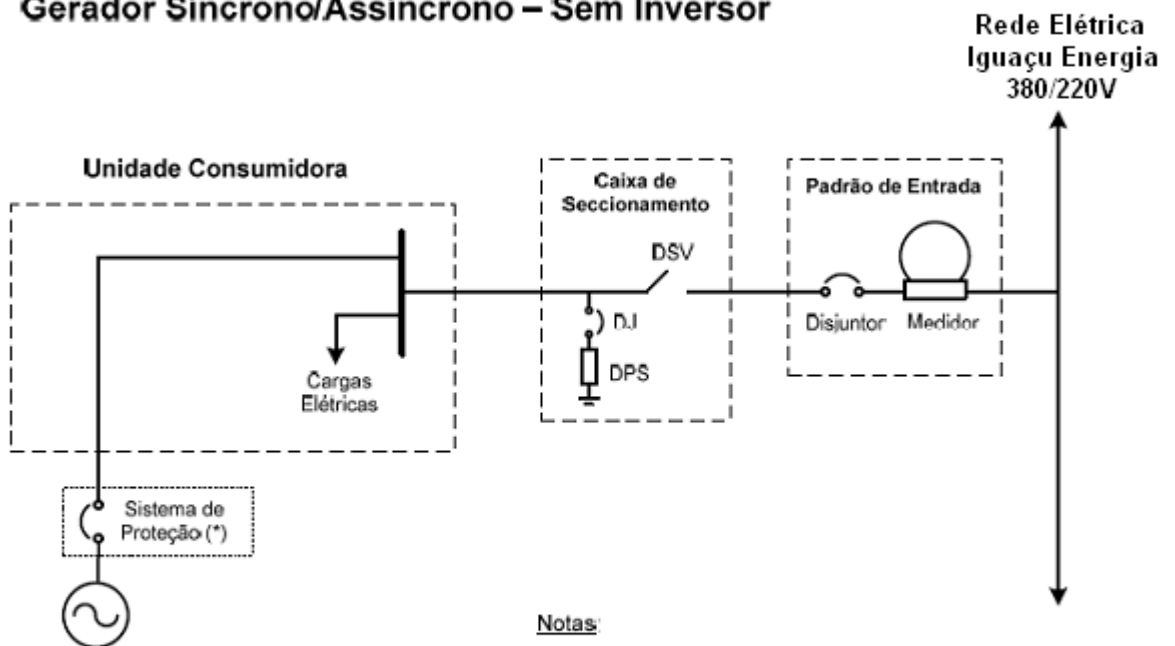 Gerador Síncrono/Assíncrono – Sem Inversor
Rede Elétrica
Iguaçu Energia
380/220V
Unidade Consumidora
Caixa de
Seccionamento
Padrão de Entrada
DSV
DJ
DPS
Disjuntor
Medidor
Cargas
Elétricas
Sistema de
Proteção (*)
Notas: